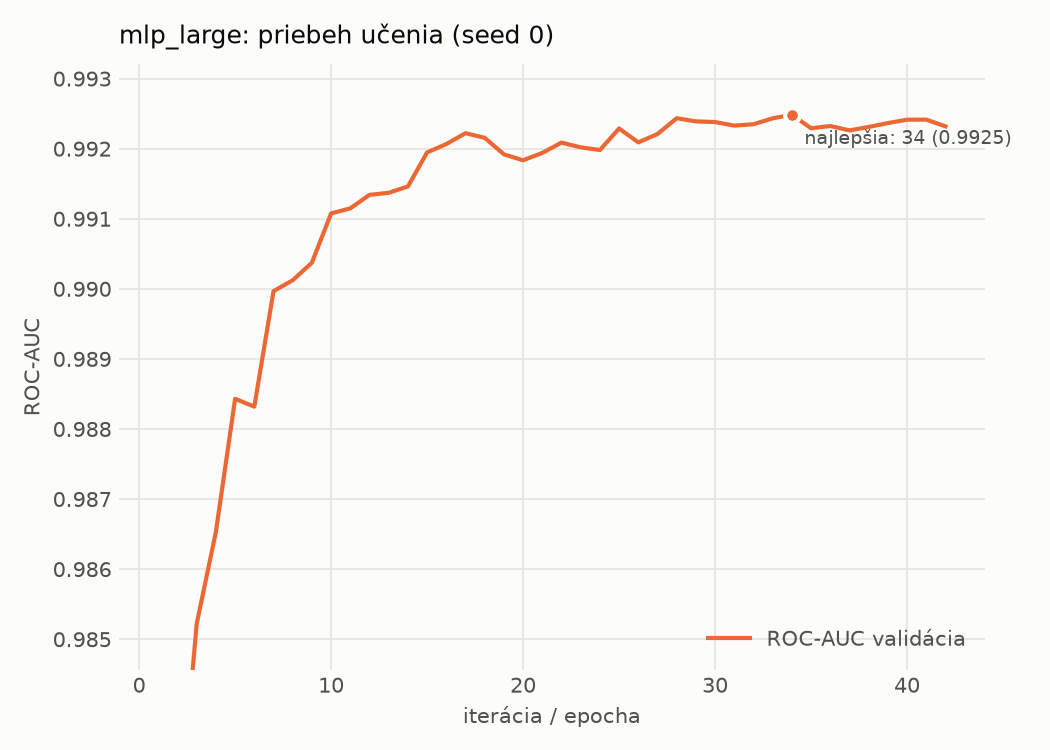 mlp_large: priebeh učenia (seed 0)
ROC-AUC
0.993
0.992
0.991
0.990
0.989
0.988
0.987
0.986
0.985
najlepšia: 34 (0.9925)
ROC-AUC validácia
0
10
20
30
40
iterácia / epocha